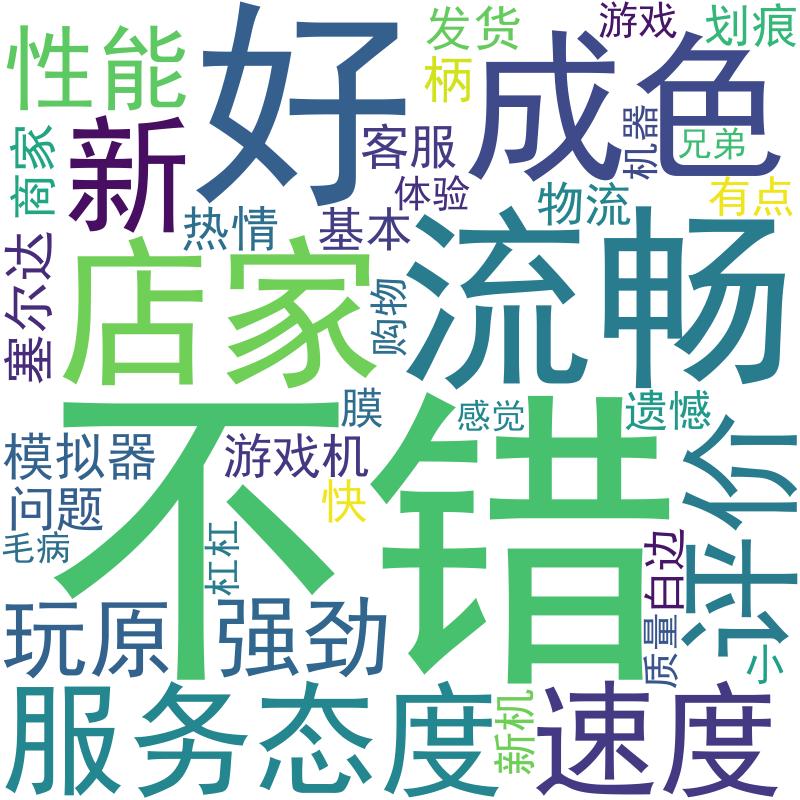 性能
好
发货
游戏
划痕
柄
成色
商家
新
客服
机器
兄弟
体验
物流
有点
热情
基本
塞尔达
店家
购物
流畅
不错
膜
感觉
遗憾
模拟器
游戏机
评价
问题
快
毛病
杠杠
白边
玩原
强劲
质量
小
服务态度
新机
速度